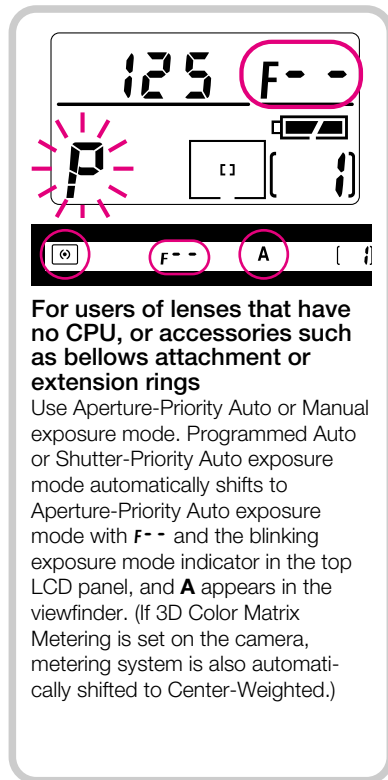 125 F--
P [ ] ( 1)
F-- A ( 1)
For users of lenses that have
no CPU, or accessories such
as bellows attachment or
extension rings
Use Aperture-Priority Auto or Manual
exposure mode. Programmed Auto
or Shutter-Priority Auto exposure
mode automatically shifts to
Aperture-Priority Auto exposure
mode with F-- and the blinking
exposure mode indicator in the top
LCD panel, and A appears in the
viewfinder. (If 3D Color Matrix
Metering is set on the camera,
metering system is also automati-
cally shifted to Center-Weighted.)